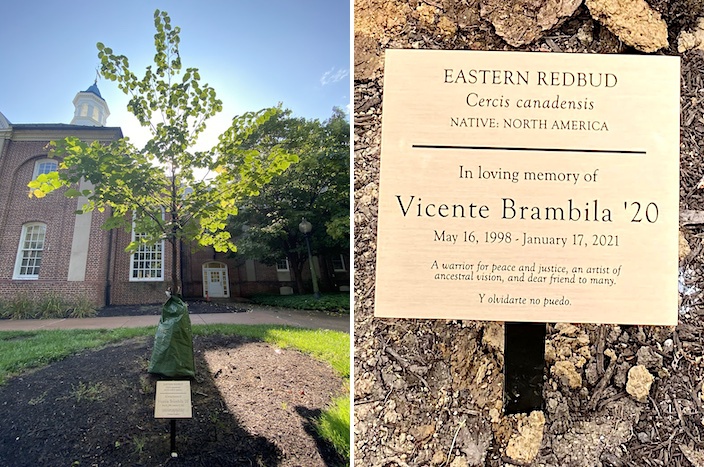 EASTERN REDBUD
Cercis canadensis
NATIVE: NORTH AMERICA
In loving memory of
Vicente Brambila '20
May 16, 1998 - January 17, 2021
A warrior for peace and justice, an artist of
ancestral vision, and dear friend to many.
Y olvidarte no puedo.